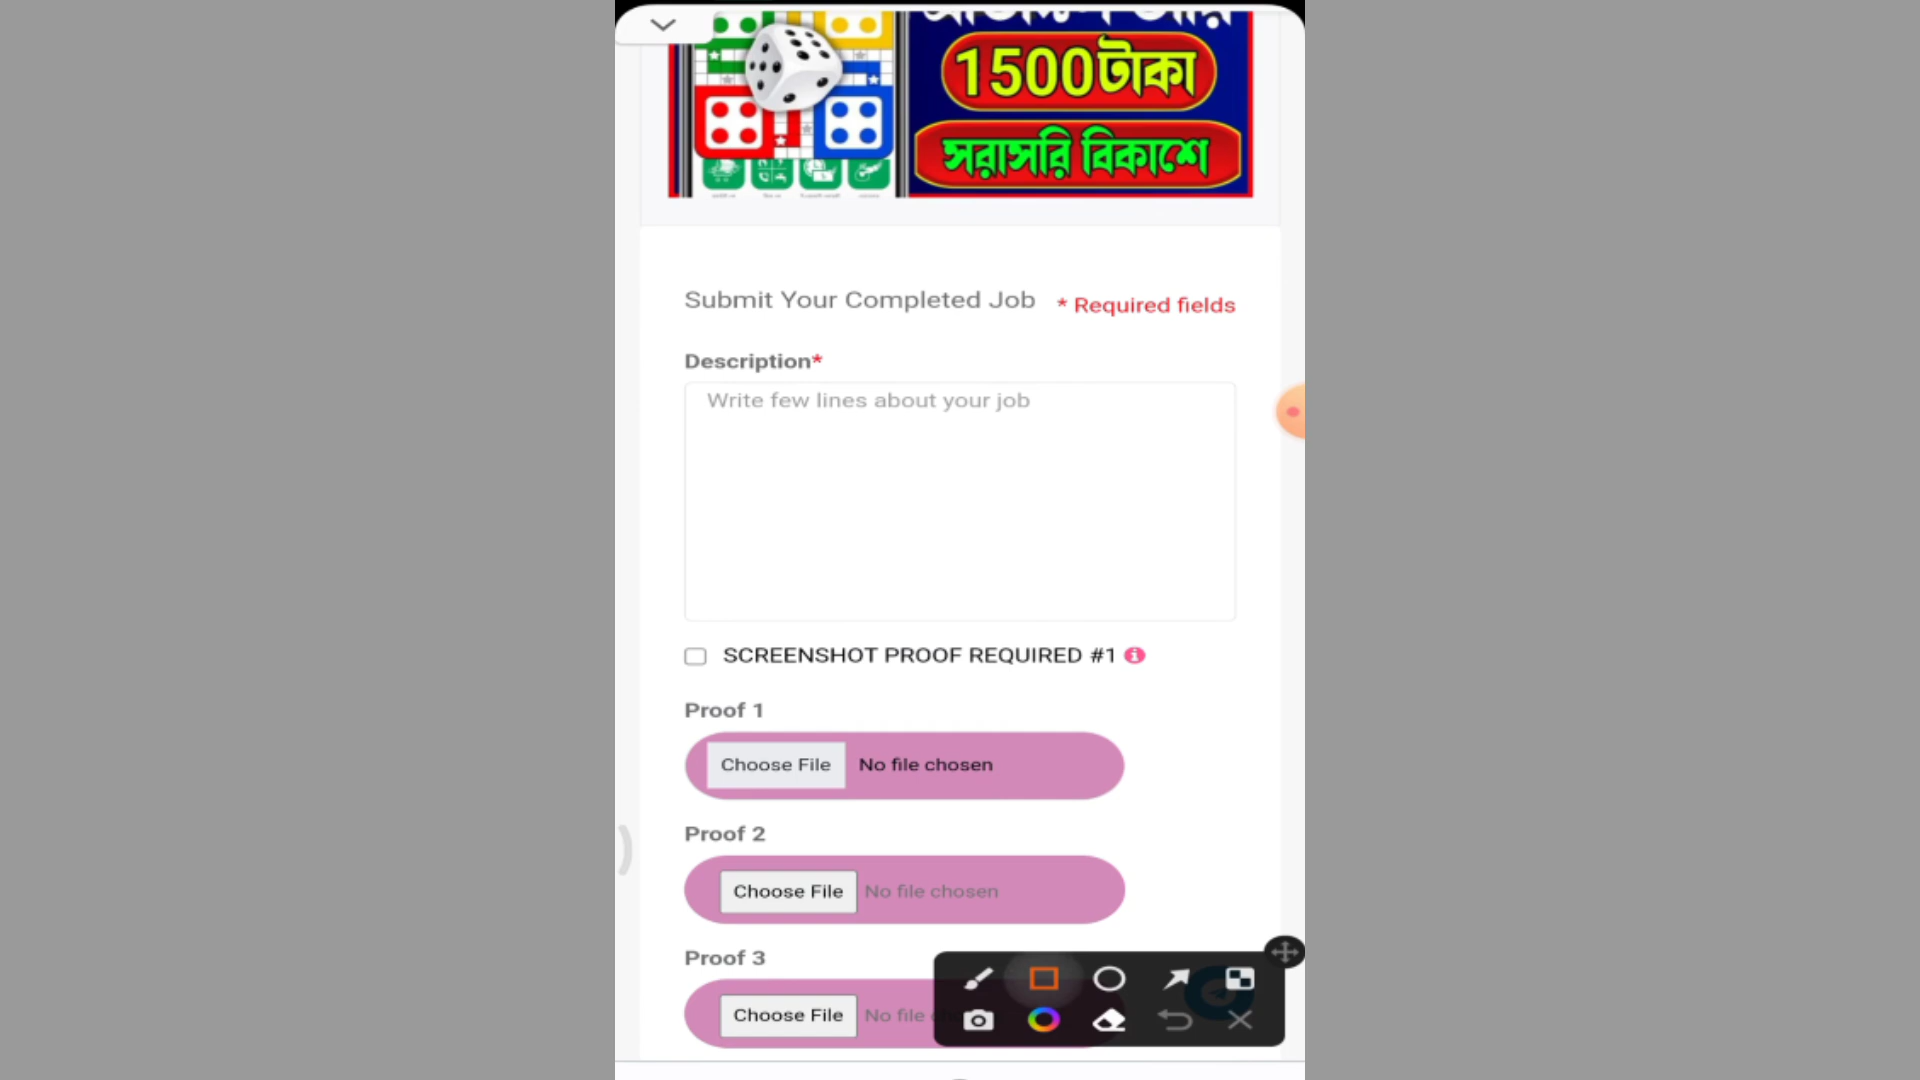 1500টাকা
সরাসরি বিকাশে
Submit Your Completed Job * Required fields
Description*
Write few lines about your job
SCREENSHOT PROOF REQUIRED #1
Proof 1
Choose File No file chosen
Proof 2
Choose File No file chosen
Proof 3
Choose File No file